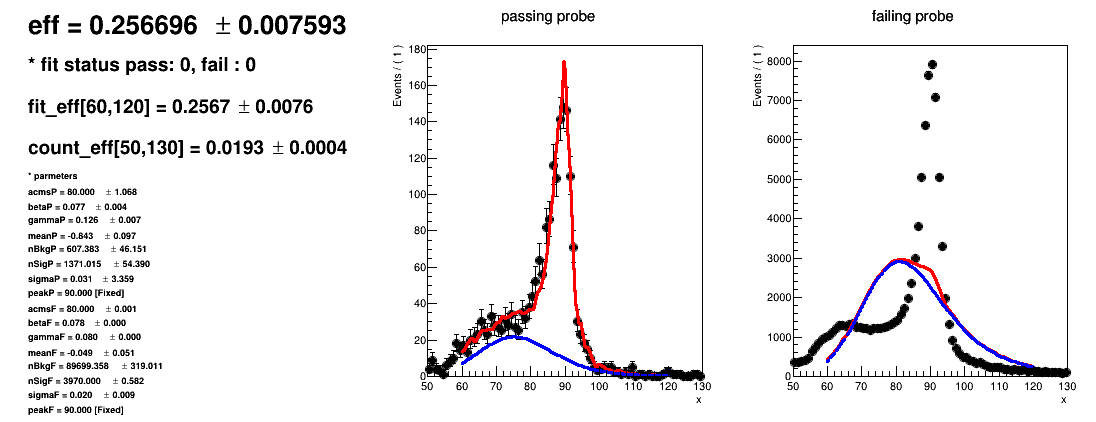 eff = 0.256696 ± 0.007593
* fit status pass: 0, fail : 0
fit_eff[60,120] = 0.2567 ± 0.0076
count_eff[50,130] = 0.0193 ± 0.0004
* parmeters
acmsP = 80.000 ± 1.068
betaP = 0.077 ± 0.004
gammaP = 0.126 ± 0.007
meanP = -0.843 ± 0.097
nBkgP = 607.383 ± 46.151
nSigP = 1371.015 ± 54.390
sigmaP = 0.031 ± 3.359
peakP = 90.000 [Fixed]
acmsF = 80.000 ± 0.001
betaF = 0.078 ± 0.000
gammaF = 0.080 ± 0.000
meanF = -0.049 ± 0.051
nBkgF = 89699.358 ± 319.011
nSigF = 3970.000 ± 0.582
sigmaF = 0.020 ± 0.009
peakF = 90.000 [Fixed]
passing probe
Events / ( 1 )
180
160
140
120
100
80
60
40
20
0
50 60 70 80 90 100 110 120 130
x
failing probe
Events / ( 1 )
8000
7000
6000
5000
4000
3000
2000
1000
0
50 60 70 80 90 100 110 120 130
x